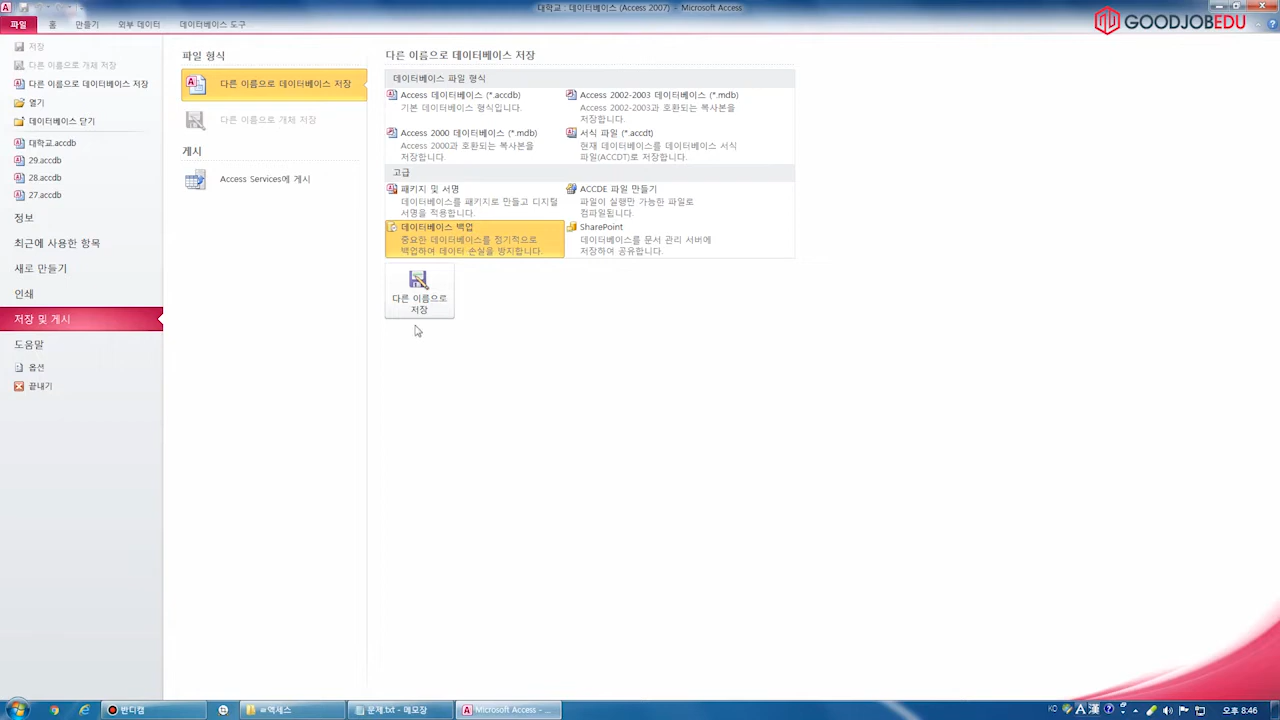 대학교 : 데이터베이스 (Access 2007) - Microsoft Access
파일 홈 만들기 외부 데이터 데이터베이스 도구
GOODJOBEDU
저장
다른 이름으로 개체 저장
다른 이름으로 데이터베이스 저장
열기
데이터베이스 닫기
대학교.accdb
29.accdb
28.accdb
27.accdb
정보
최근에 사용한 항목
새로 만들기
인쇄
저장 및 게시
도움말
옵션
끝내기
파일 형식
다른 이름으로 데이터베이스 저장
다른 이름으로 개체 저장
게시
Access Services에 게시
다른 이름으로 데이터베이스 저장
데이터베이스 파일 형식
Access 데이터베이스 (*.accdb)
기본 데이터베이스 형식입니다.
Access 2002-2003 데이터베이스 (*.mdb)
Access 2002-2003과 호환되는 복사본을
저장합니다.
Access 2000 데이터베이스 (*.mdb)
Access 2000과 호환되는 복사본을
저장합니다.
서식 파일 (*.accdt)
현재 데이터베이스를 데이터베이스 서식
파일(ACCDT)로 저장합니다.
고급
패키지 및 서명
데이터베이스를 패키지로 만들고 디지털
서명을 적용합니다.
ACCDE 파일 만들기
파일이 실행만 가능한 파일로
컴파일됩니다.
데이터베이스 백업
중요한 데이터베이스를 정기적으로
백업하여 데이터 손실을 방지합니다.
SharePoint
데이터베이스를 문서 관리 서버에
저장하여 공유합니다.
다른 이름으로
저장
반디캠
문제.txt - 메모장
Microsoft Access - ...
KO A 漢
오후 8:46